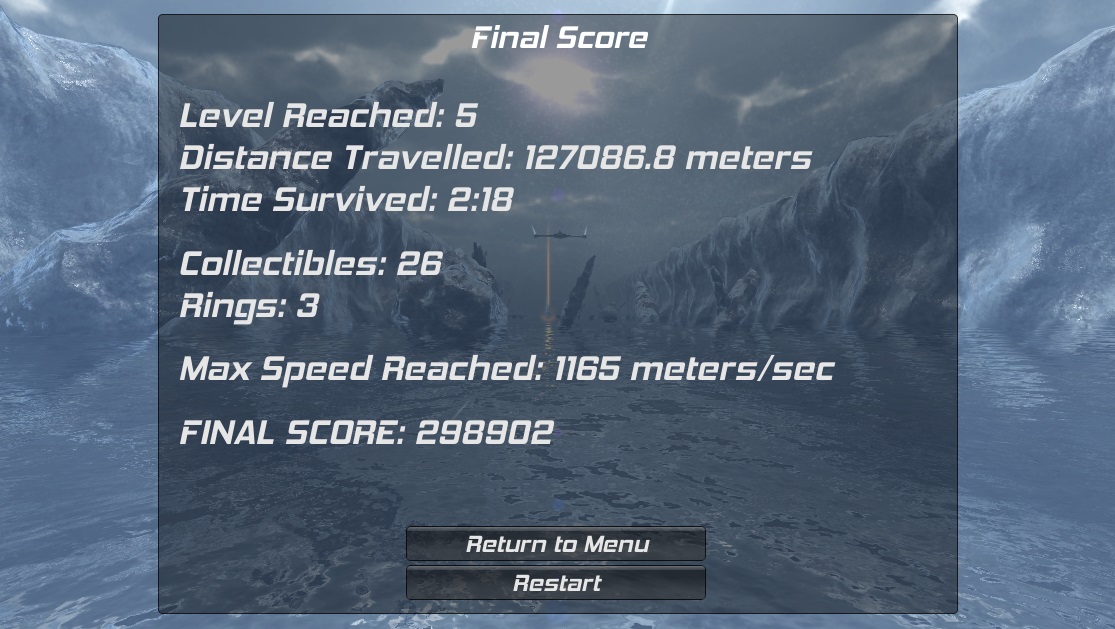 Final Score
Level Reached: 5
Distance Travelled: 127086.8 meters
Time Survived: 2:18
Collectibles: 26
Rings: 3
Max Speed Reached: 1165 meters/sec
FINAL SCORE: 298902
Return to Menu
Restart